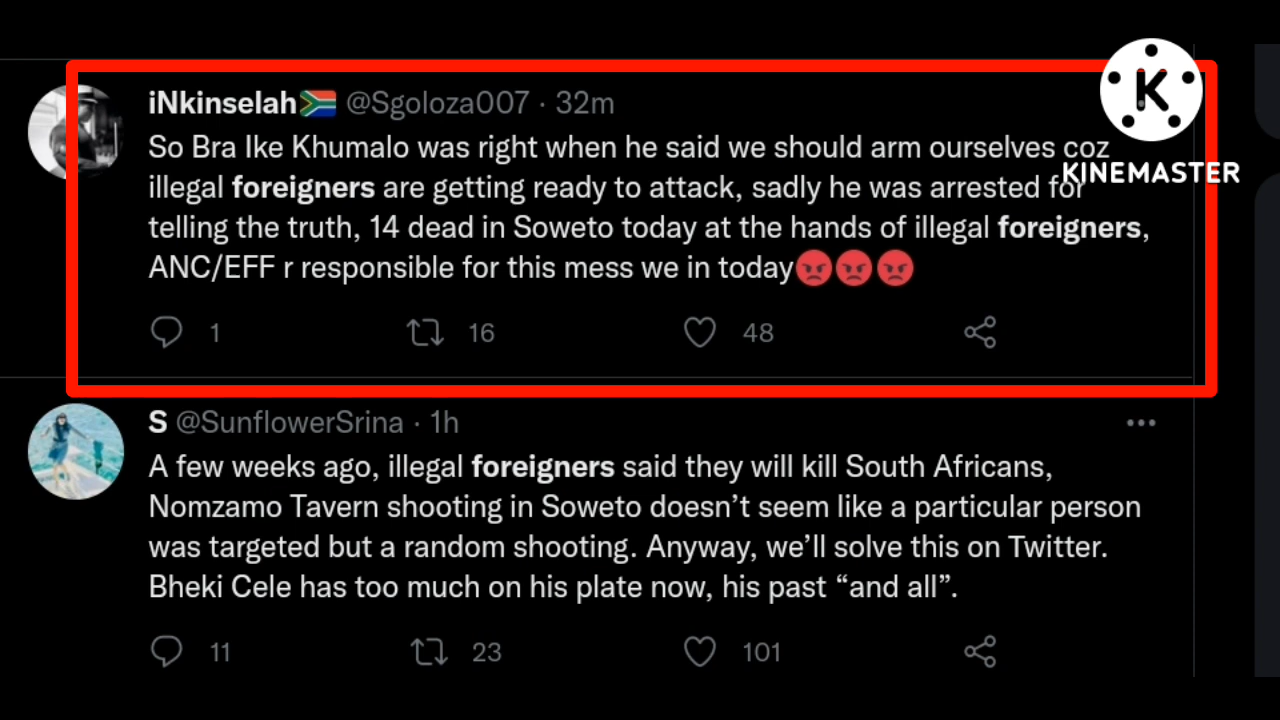 iNkinselah🇿🇦 @Sgoloza007 · 32m
So Bra Ike Khumalo was right when he said we should arm ourselves coz
illegal foreigners are getting ready to attack, sadly he was arrested for
telling the truth, 14 dead in Soweto today at the hands of illegal foreigners,
ANC/EFF r responsible for this mess we in today😡😡😡
1 16 48
K
KINEMASTER
S @SunflowerSrina · 1h
A few weeks ago, illegal foreigners said they will kill South Africans,
Nomzamo Tavern shooting in Soweto doesn’t seem like a particular person
was targeted but a random shooting. Anyway, we’ll solve this on Twitter.
Bheki Cele has too much on his plate now, his past “and all”.
11 23 101